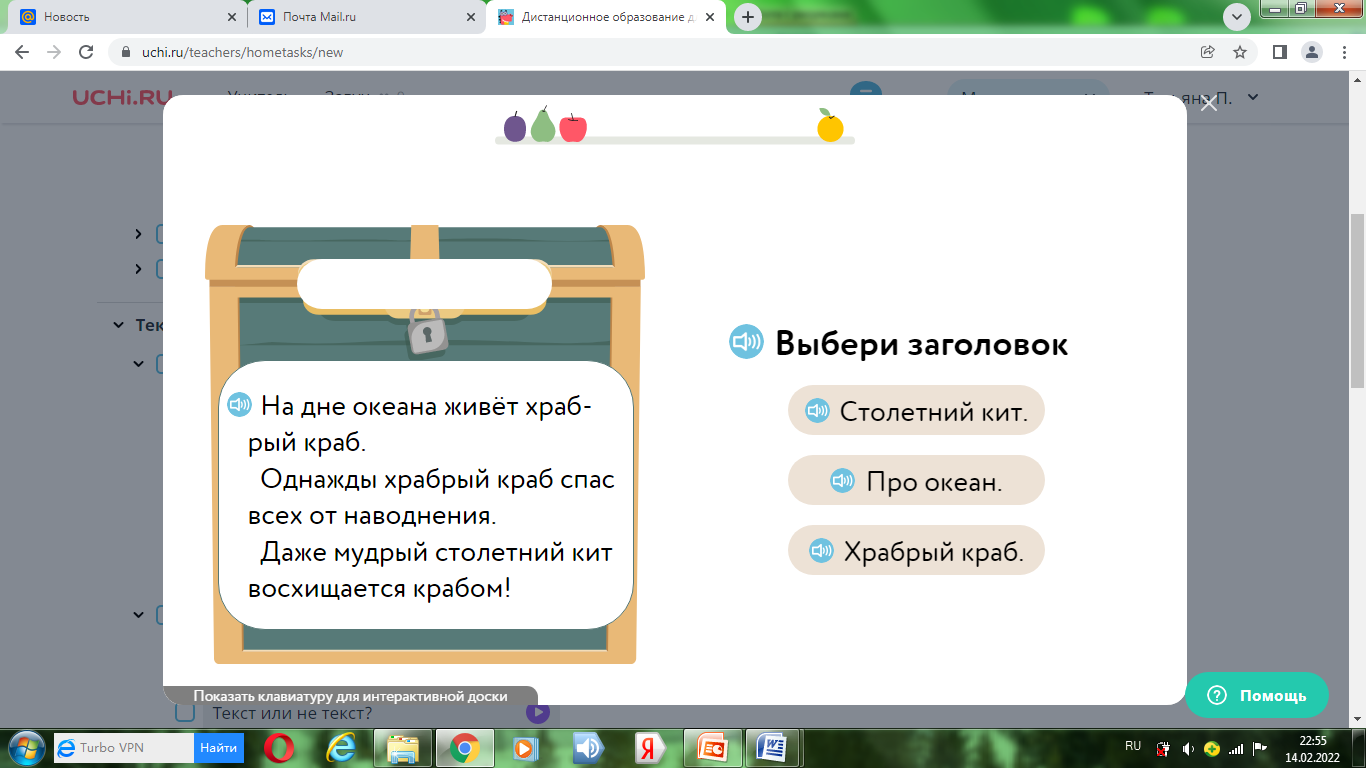 Новость
Почта Mail.ru
Дистанционное образование д
uchi.ru/teachers/hometasks/new
UCHi.RU
Выбери заголовок
На дне океана живёт храб-
рый краб.
Однажды храбрый краб спас
всех от наводнения.
Даже мудрый столетний кит
восхищается крабом!
Столетний кит.
Про океан.
Храбрый краб.
Тек
Показать клавиатуру для интерактивной доски
Текст или не текст?
Помощь
Turbo VPN
Найти
RU
22:55
14.02.2022